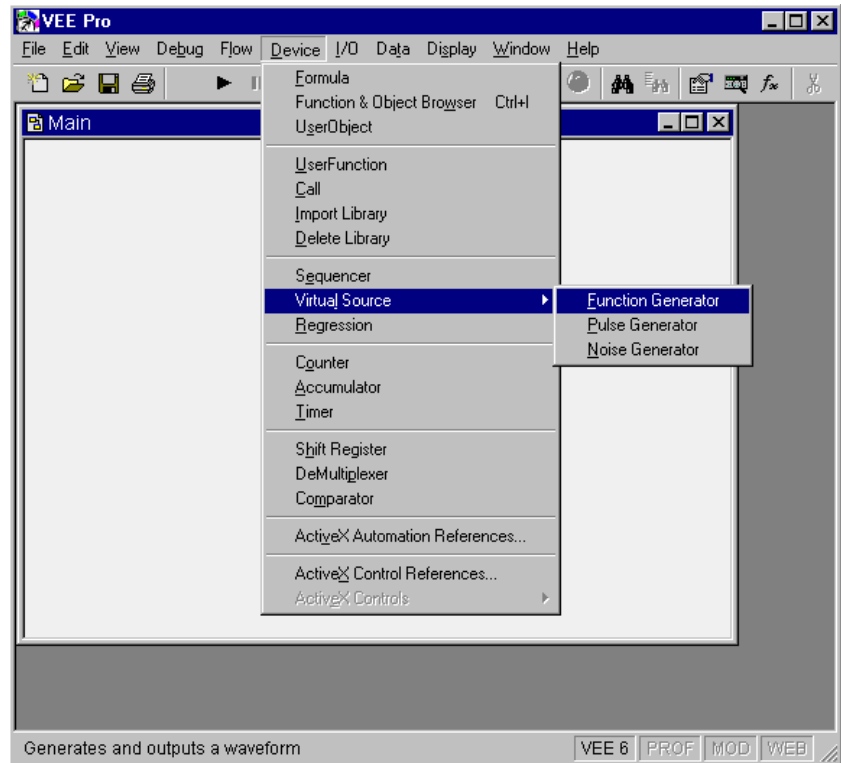 VEE Pro
File Edit View Debug Flow Device I/O Data Display Window Help
Main
Formula
Function & Object Browser Ctrl+I
UserObject
UserFunction
Call
Import Library
Delete Library
Sequencer
Virtual Source
Regression
Counter
Accumulator
Timer
Shift Register
DeMultiplexer
Comparator
ActiveX Automation References...
ActiveX Control References...
ActiveX Controls
Function Generator
Pulse Generator
Noise Generator
Generates and outputs a waveform
VEE 6 PROF MOD WEB